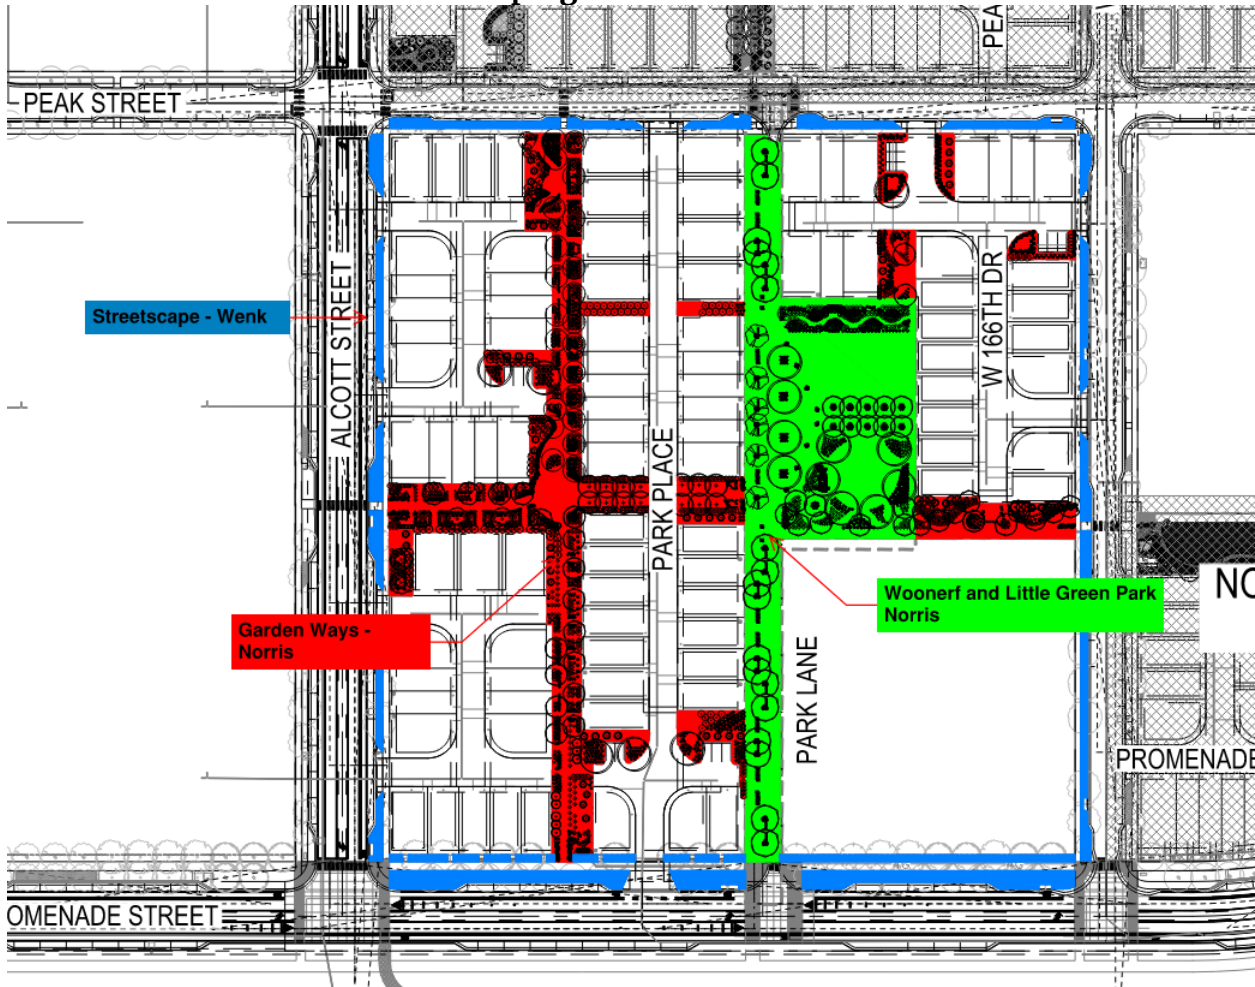 PEA
PEAK STREET
ALCOTT STREET
W 166TH DR
Streetscape - Wenk
PARK PLACE
Woonerf and Little Green Park
Norris
NO
Garden Ways -
Norris
PARK LANE
PROMENADE
OMENADE STREET